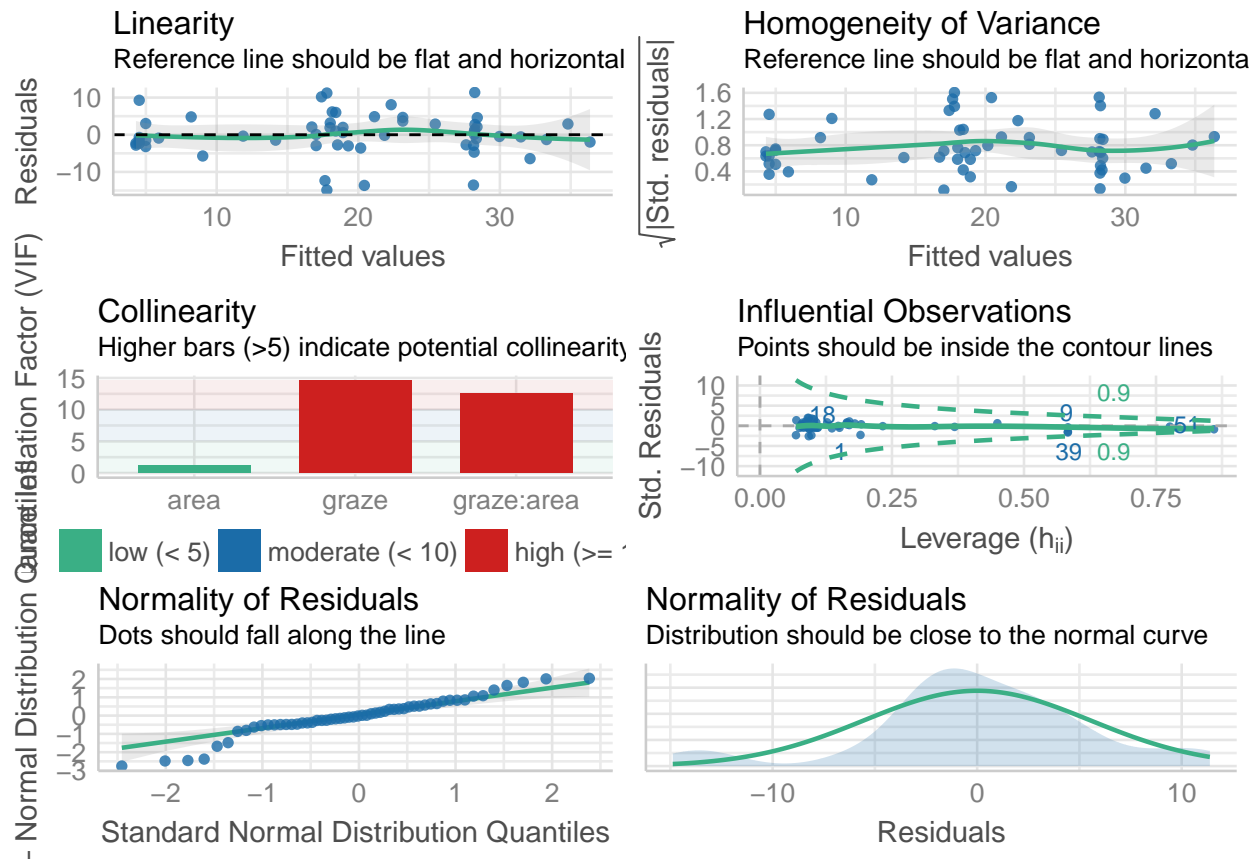 Linearity
Reference line should be flat and horizontal
Residuals
10
0
−10
10
20
30
Fitted values
Homogeneity of Variance
Reference line should be flat and horizonta
√|Std. residuals|
1.6
1.2
0.8
0.4
10
20
30
Fitted values
Collinearity
Higher bars (>5) indicate potential collinearity
Factor (VIF)
15
10
5
0
area
graze
graze:area
low (< 5)
moderate (< 10)
high (>=
Influential Observations
Points should be inside the contour lines
Std. Residuals
10
5
0
−5
−10
0.9
18
9
51
1
39
0.9
0.00
0.25
0.50
0.75
Leverage (hii)
Normality of Residuals
Dots should fall along the line
− Normal Distribution
2
1
0
−1
−2
−3
−2
−1
0
1
2
Standard Normal Distribution Quantiles
Normality of Residuals
Distribution should be close to the normal curve
−10
0
10
Residuals